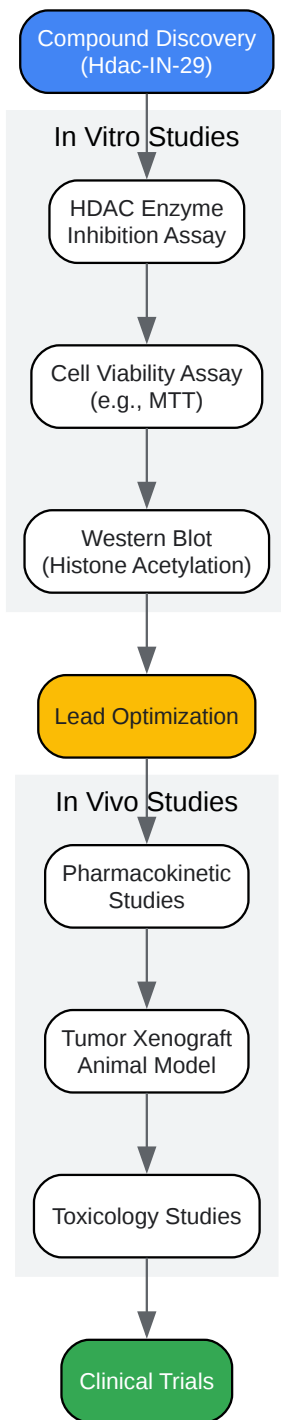 Compound Discovery
(Hdac-IN-29)
In Vitro Studies
HDAC Enzyme
Inhibition Assay
Cell Viability Assay
(e.g., MTT)
Western Blot
(Histone Acetylation)
Lead Optimization
In Vivo Studies
Pharmacokinetic
Studies
Tumor Xenograft
Animal Model
Toxicology Studies
Clinical Trials